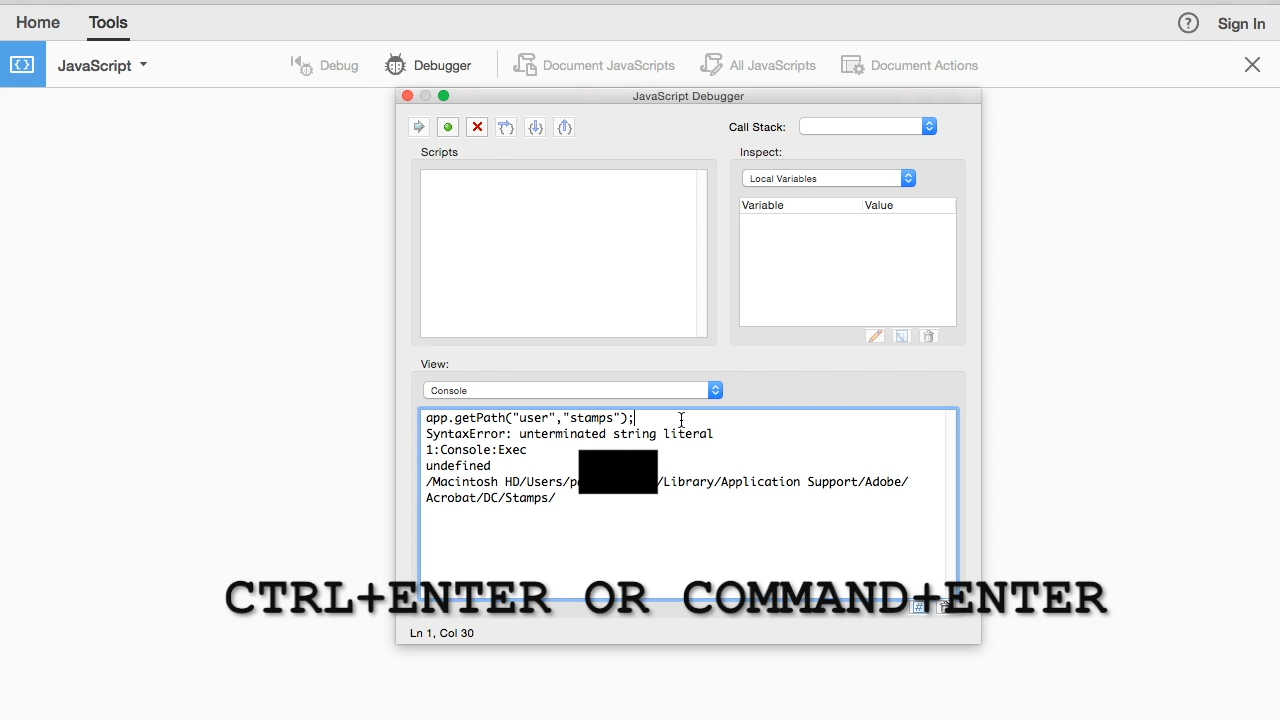 Home Tools
? Sign In
JavaScript Debug Debugger Document JavaScripts All JavaScripts Document Actions
JavaScript Debugger
Call Stack:
Scripts
Inspect:
Local Variables
Variable Value
View:
Console
app.getPath("user","stamps");
SyntaxError: unterminated string literal
1:Console:Exec
undefined
/Macintosh HD/Users/ /Library/Application Support/Adobe/
Acrobat/DC/Stamps/
CTRL+ENTER OR COMMAND+ENTER
Ln 1, Col 30